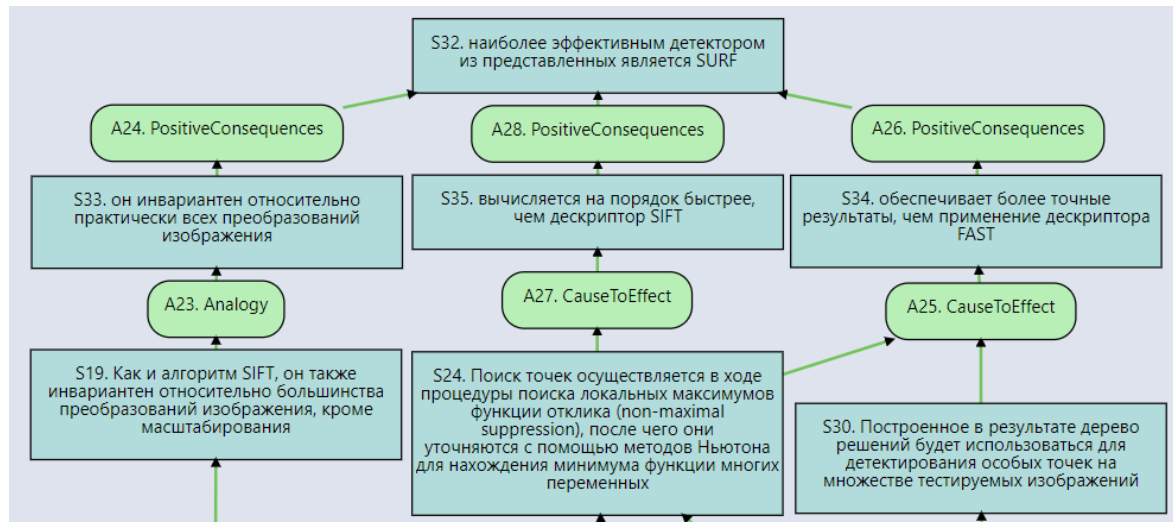 S32. наиболее эффективным детектором
из представленных является SURF
A24. PositiveConsequences
A28. PositiveConsequences
A26. PositiveConsequences
S33. он инвариантен относительно
практически всех преобразований
изображения
S35. вычисляется на порядок быстрее,
чем дескриптор SIFT
S34. обеспечивает более точные
результаты, чем применение дескриптора
FAST
A23. Analogy
A27. CauseToEffect
A25. CauseToEffect
S19. Как и алгоритм SIFT, он также
инвариантен относительно большинства
преобразований изображения, кроме
масштабирования
S24. Поиск точек осуществляется в ходе
процедуры поиска локальных максимумов
функции отклика (non-maximal
suppression), после чего они
уточняются с помощью методов Ньютона
для нахождения минимума функции многих
переменных
S30. Построенное в результате дерево
решений будет использоваться для
детектирования особых точек на
множестве тестируемых изображений